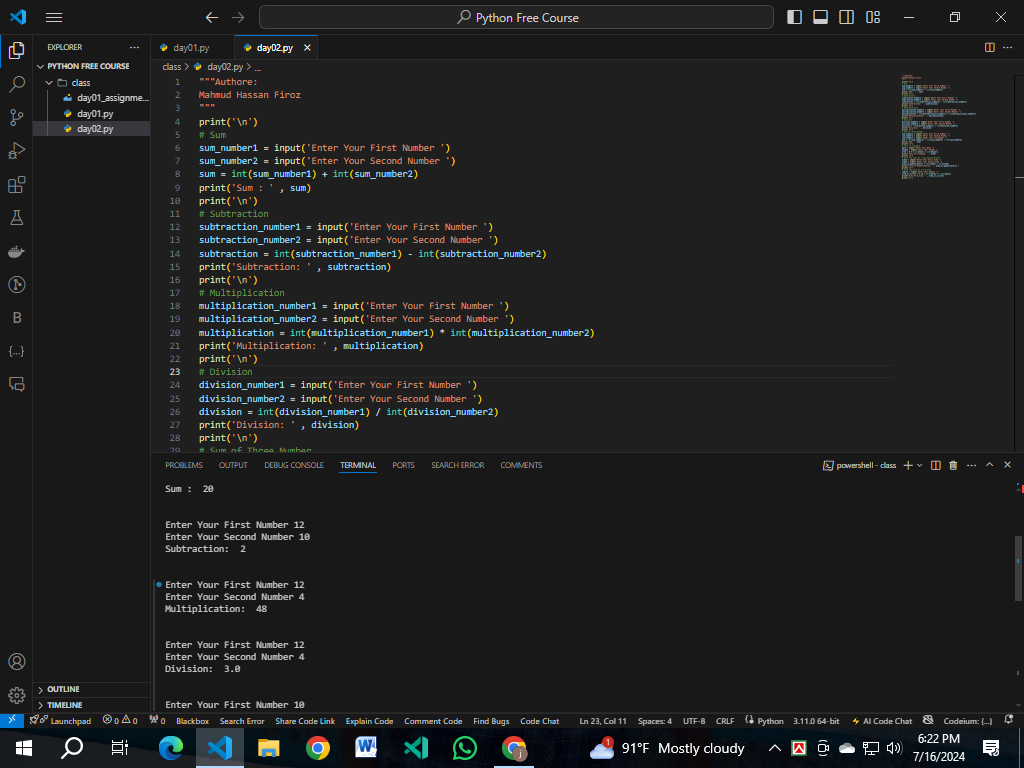 Python Free Course
EXPLORER
PYTHON FREE COURSE
class
day01_assignme...
day01.py
day02.py
OUTLINE
TIMELINE
day01.py
day02.py
class > day02.py > ...
1 """Authore:
2 Mahmud Hassan Firoz
3 """
4 print('\n')
5 # Sum
6 sum_number1 = input('Enter Your First Number ')
7 sum_number2 = input('Enter Your Second Number ')
8 sum = int(sum_number1) + int(sum_number2)
9 print('Sum : ' , sum)
10 print('\n')
11 # Subtraction
12 subtraction_number1 = input('Enter Your First Number ')
13 subtraction_number2 = input('Enter Your Second Number ')
14 subtraction = int(subtraction_number1) - int(subtraction_number2)
15 print('Subtraction: ' , subtraction)
16 print('\n')
17 # Multiplication
18 multiplication_number1 = input('Enter Your First Number ')
19 multiplication_number2 = input('Enter Your Second Number ')
20 multiplication = int(multiplication_number1) * int(multiplication_number2)
21 print('Multiplication: ' , multiplication)
22 print('\n')
23 # Division
24 division_number1 = input('Enter Your First Number ')
25 division_number2 = input('Enter Your Second Number ')
26 division = int(division_number1) / int(division_number2)
27 print('Division: ' , division)
28 print('\n')
29 # Sum of Three Number
PROBLEMS OUTPUT DEBUG CONSOLE TERMINAL PORTS SEARCH ERROR COMMENTS
powershell - class
Sum :  20
Enter Your First Number 12
Enter Your Second Number 10
Subtraction:  2
Enter Your First Number 12
Enter Your Second Number 4
Multiplication:  48
Enter Your First Number 12
Enter Your Second Number 4
Division:  3.0
Enter Your First Number 10
Launchpad 0 0 0 Blackbox Search Error Share Code Link Explain Code Comment Code Find Bugs Code Chat Ln 23, Col 11 Spaces: 4 UTF-8 CRLF Python 3.11.0 64-bit AI Code Chat Codeium: {...}
91°F Mostly cloudy
6:22 PM
7/16/2024